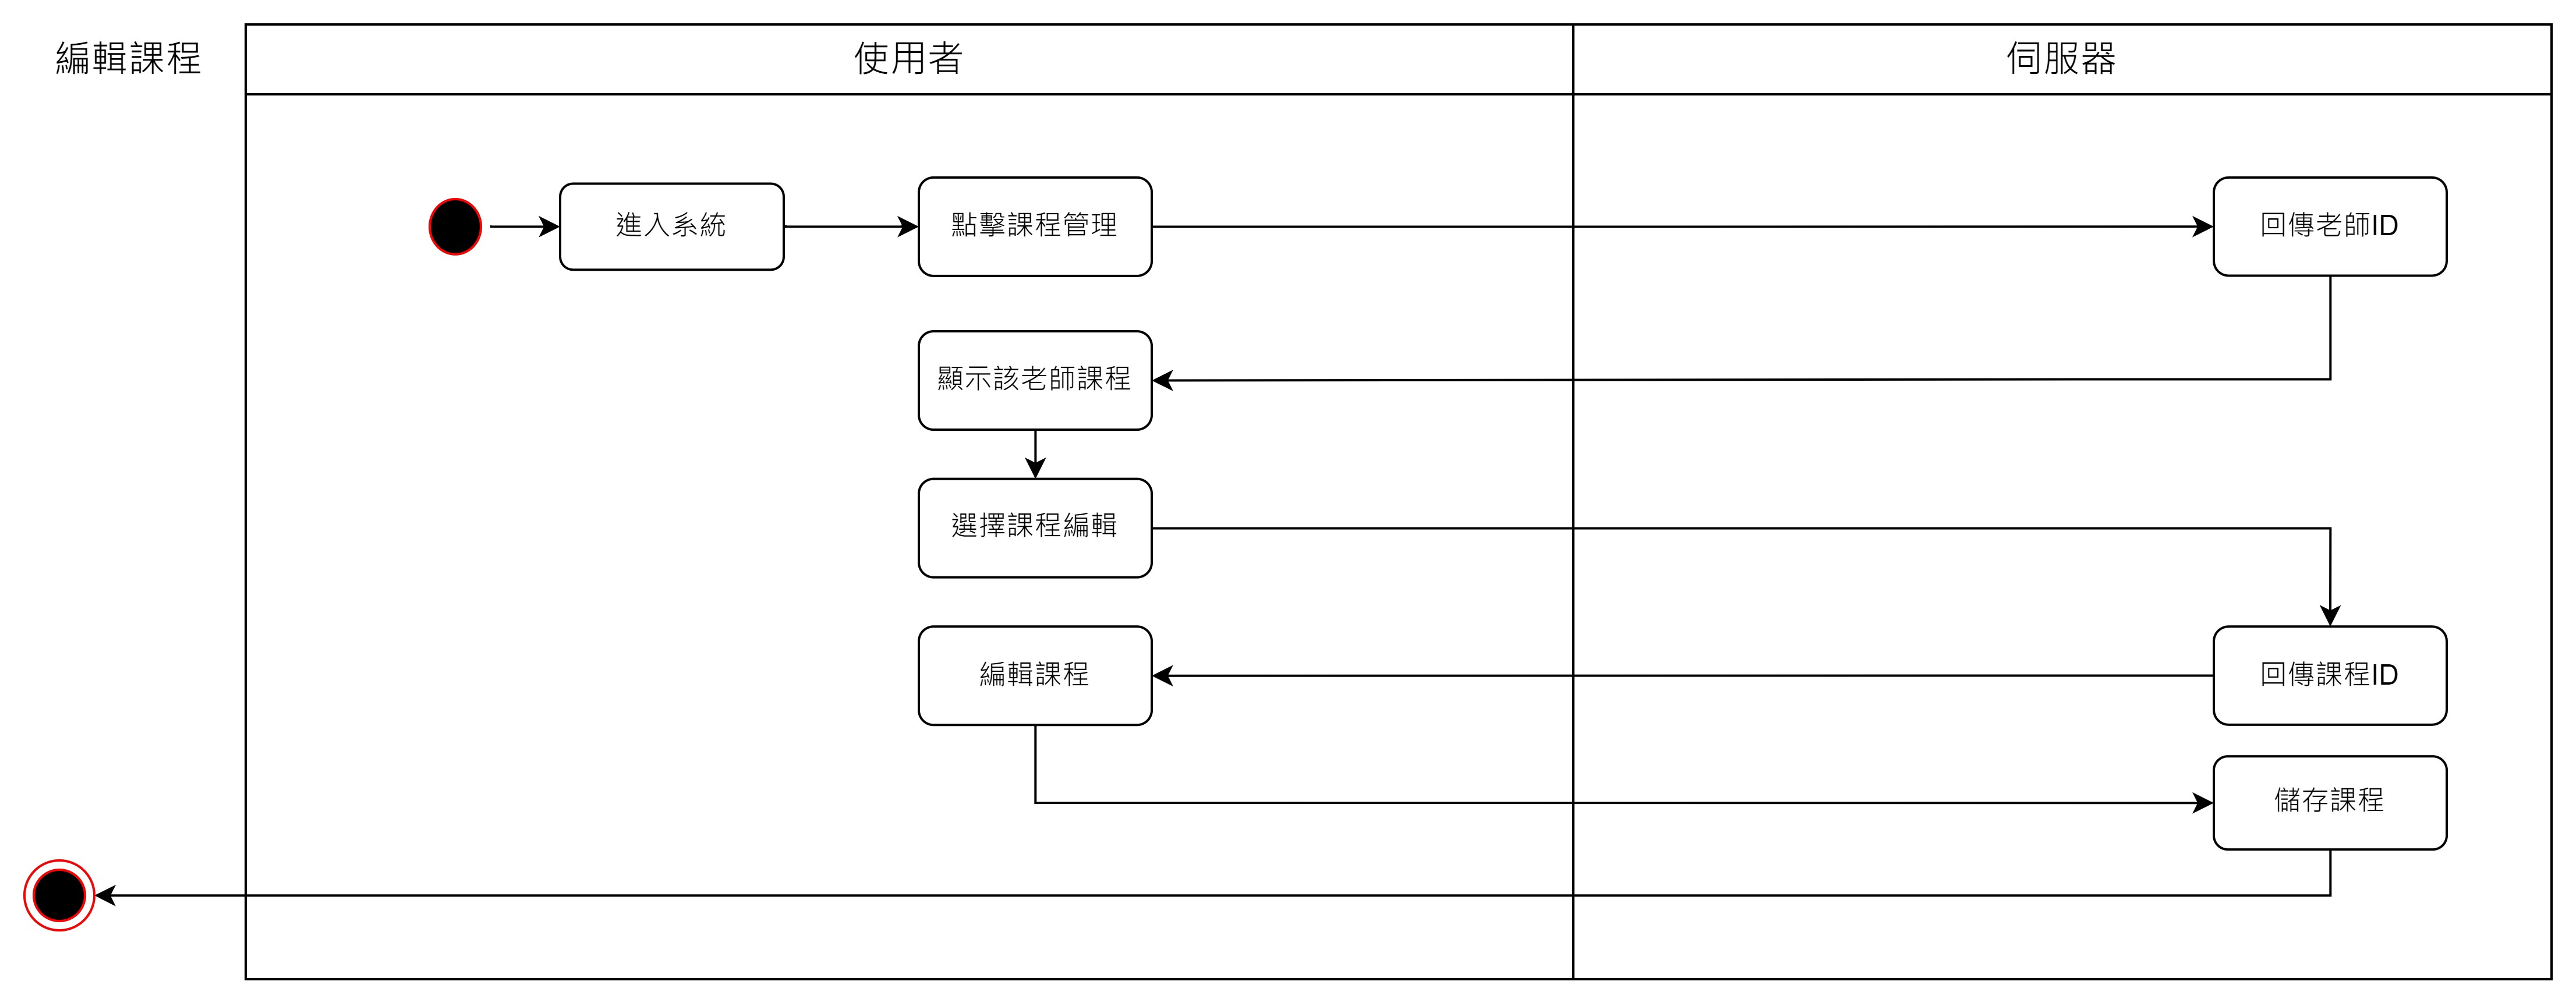 編輯課程
使用者
伺服器
進入系統
點擊課程管理
回傳老師ID
顯示該老師課程
選擇課程編輯
編輯課程
回傳課程ID
儲存課程